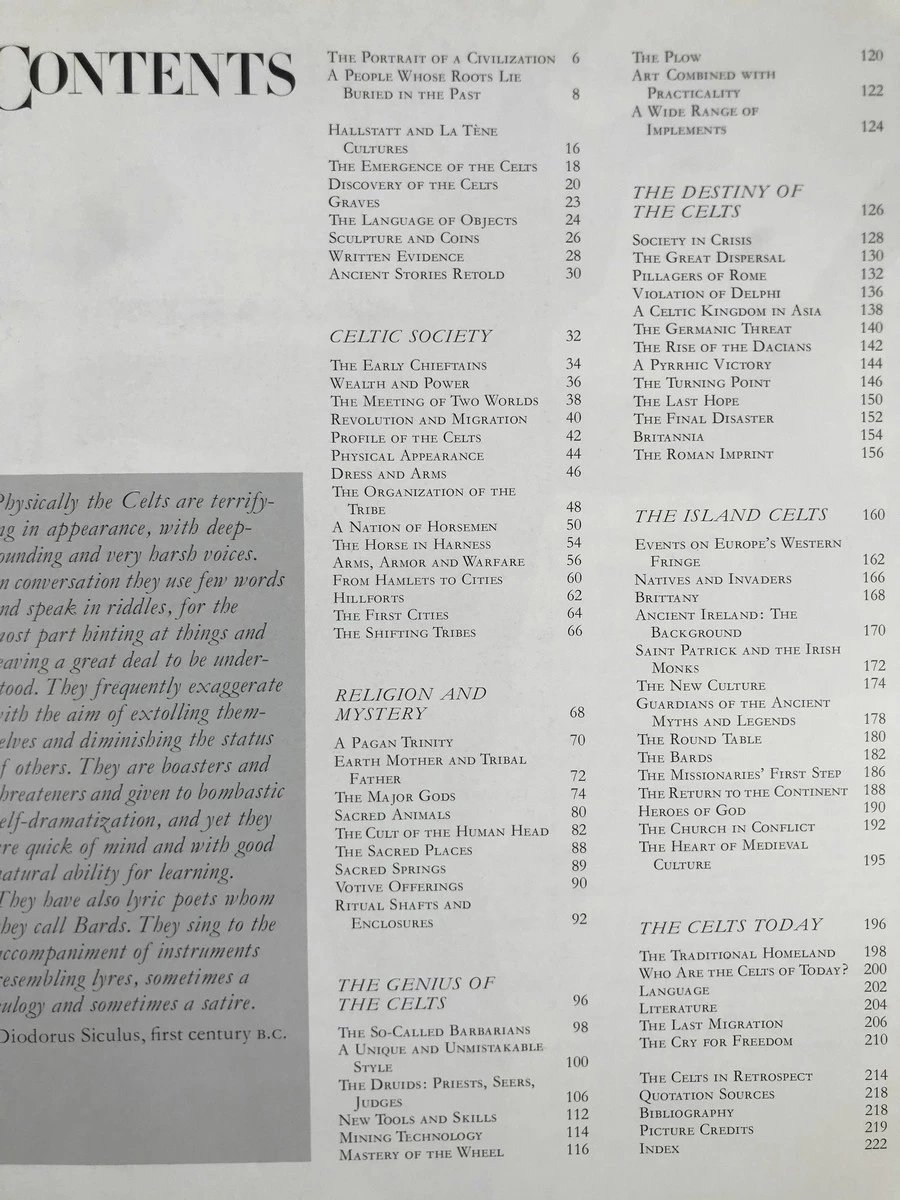 CONTENTS
THE PORTRAIT OF A CIVILIZATION 6
A PEOPLE WHOSE ROOTS LIE
BURIED IN THE PAST 8
HALLSTATT AND LA TÈNE
CULTURES 16
THE EMERGENCE OF THE CELTS 18
DISCOVERY OF THE CELTS 20
GRAVES 23
THE LANGUAGE OF OBJECTS 24
SCULPTURE AND COINS 26
WRITTEN EVIDENCE 28
ANCIENT STORIES RETOLD 30
CELTIC SOCIETY 32
THE EARLY CHIEFTAINS 34
WEALTH AND POWER 36
THE MEETING OF TWO WORLDS 38
REVOLUTION AND MIGRATION 40
PROFILE OF THE CELTS 42
PHYSICAL APPEARANCE 44
DRESS AND ARMS 46
THE ORGANIZATION OF THE
TRIBE 48
A NATION OF HORSEMEN 50
THE HORSE IN HARNESS 54
ARMS, ARMOR AND WARFARE 56
FROM HAMLETS TO CITIES 60
HILLFORTS 62
THE FIRST CITIES 64
THE SHIFTING TRIBES 66
RELIGION AND
MYSTERY 68
A PAGAN TRINITY 70
EARTH MOTHER AND TRIBAL
FATHER 72
THE MAJOR GODS 74
SACRED ANIMALS 80
THE CULT OF THE HUMAN HEAD 82
THE SACRED PLACES 88
SACRED SPRINGS 89
VOTIVE OFFERINGS 90
RITUAL SHAFTS AND
ENCLOSURES 92
THE GENIUS OF
THE CELTS 96
THE SO-CALLED BARBARIANS 98
A UNIQUE AND UNMISTAKABLE
STYLE 100
THE DRUIDS: PRIESTS, SEERS,
JUDGES 106
NEW TOOLS AND SKILLS 112
MINING TECHNOLOGY 114
MASTERY OF THE WHEEL 116
THE PLOW 120
ART COMBINED WITH
PRACTICALITY 122
A WIDE RANGE OF
IMPLEMENTS 124
THE DESTINY OF
THE CELTS 126
SOCIETY IN CRISIS 128
THE GREAT DISPERSAL 130
PILLAGERS OF ROME 132
VIOLATION OF DELPHI 136
A CELTIC KINGDOM IN ASIA 138
THE GERMANIC THREAT 140
THE RISE OF THE DACIANS 142
A PYRRHIC VICTORY 144
THE TURNING POINT 146
THE LAST HOPE 150
THE FINAL DISASTER 152
BRITANNIA 154
THE ROMAN IMPRINT 156
THE ISLAND CELTS 160
EVENTS ON EUROPE'S WESTERN
FRINGE 162
NATIVES AND INVADERS 166
BRITTANY 168
ANCIENT IRELAND: THE
BACKGROUND 170
SAINT PATRICK AND THE IRISH
MONKS 172
THE NEW CULTURE 174
GUARDIANS OF THE ANCIENT
MYTHS AND LEGENDS 178
THE ROUND TABLE 180
THE BARDS 182
THE MISSIONARIES' FIRST STEP 186
THE RETURN TO THE CONTINENT 188
HEROES OF GOD 190
THE CHURCH IN CONFLICT 192
THE HEART OF MEDIEVAL
CULTURE 195
THE CELTS TODAY 196
THE TRADITIONAL HOMELAND 198
WHO ARE THE CELTS OF TODAY? 200
LANGUAGE 202
LITERATURE 204
THE LAST MIGRATION 206
THE CRY FOR FREEDOM 210
THE CELTS IN RETROSPECT 214
QUOTATION SOURCES 218
BIBLIOGRAPHY 218
PICTURE CREDITS 219
INDEX 222
Physically the Celts are terrify-
ng in appearance, with deep-
ounding and very harsh voices.
n conversation they use few words
nd speak in riddles, for the
ost part hinting at things and
eaving a great deal to be under-
tood. They frequently exaggerate
with the aim of extolling them-
elves and diminishing the status
f others. They are boasters and
hreateners and given to bombastic
elf-dramatization, and yet they
re quick of mind and with good
natural ability for learning.
They have also lyric poets whom
hey call Bards. They sing to the
ccompaniment of instruments
resembling lyres, sometimes a
ulogy and sometimes a satire.
Diodorus Siculus, first century B.C.